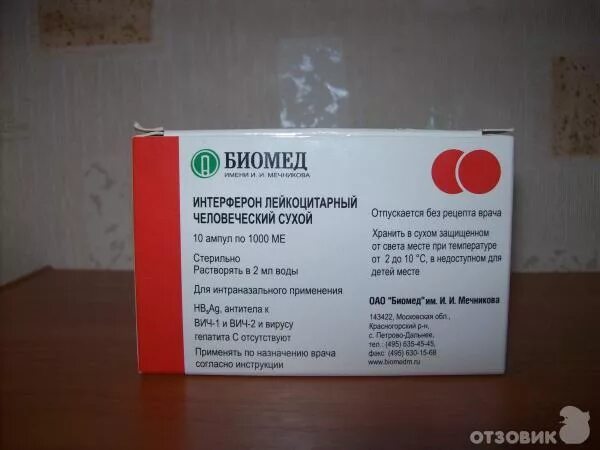 БИОМЕД
ИМЕНИ И. И. МЕЧНИКОВА
ИНТЕРФЕРОН ЛЕЙКОЦИТАРНЫЙ
ЧЕЛОВЕЧЕСКИЙ СУХОЙ
10 ампул по 1000 МЕ
Стерильно
Растворять в 2 мл воды
Для интраназального применения
HBsAg, антитела к
ВИЧ-1 и ВИЧ-2 и вирусу
гепатита С отсутствуют
Применять по назначению врача
согласно инструкции
Отпускается без рецепта врача
Хранить в сухом защищенном
от света месте при температуре
от 2 до 10 °С, в недоступном для
детей месте
ОАО "Биомед" им. И. И. Мечникова
143422, Московская обл.,
Красногорский р-н,
с. Петрово-Дальнее,
тел.: (495) 635-45-45,
факс: (495) 630-15-68
www.biomedm.ru
ОТЗОВИК